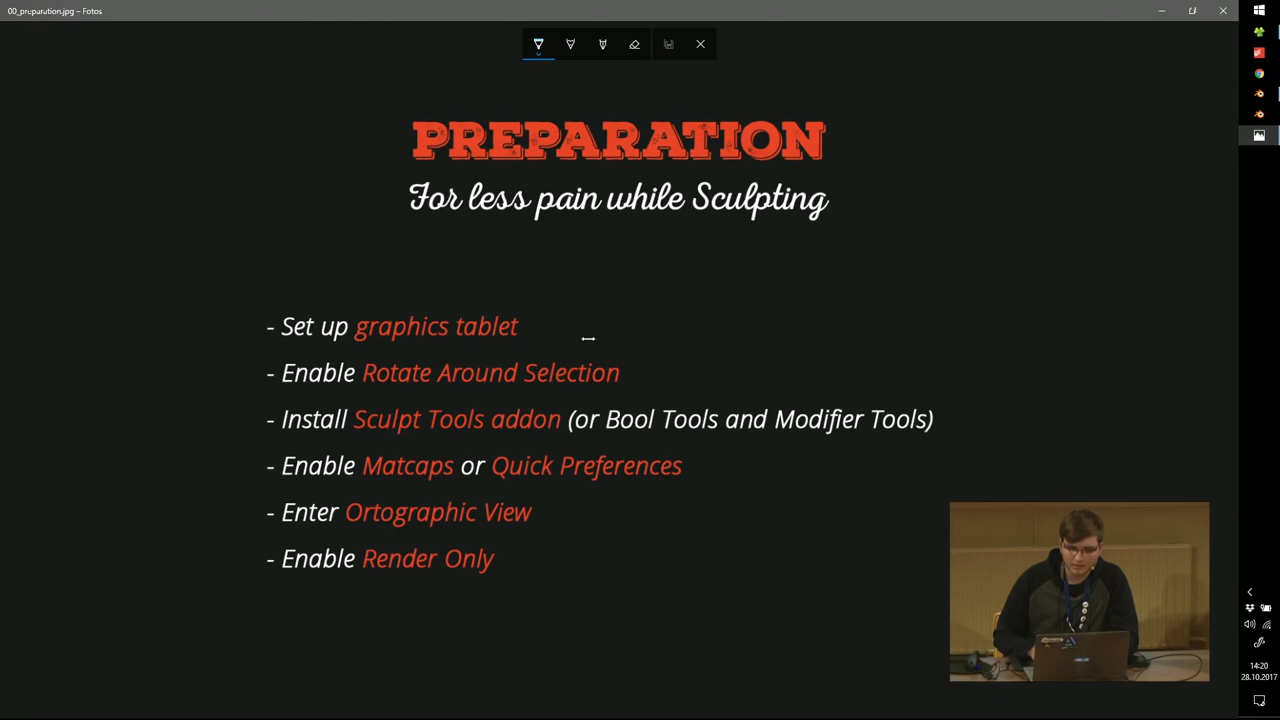 00_preparation.jpg – Fotos
PREPARATION
For less pain while Sculpting
- Set up graphics tablet
- Enable Rotate Around Selection
- Install Sculpt Tools addon (or Bool Tools and Modifier Tools)
- Enable Matcaps or Quick Preferences
- Enter Ortographic View
- Enable Render Only
ASUS
14:20
28.10.2017